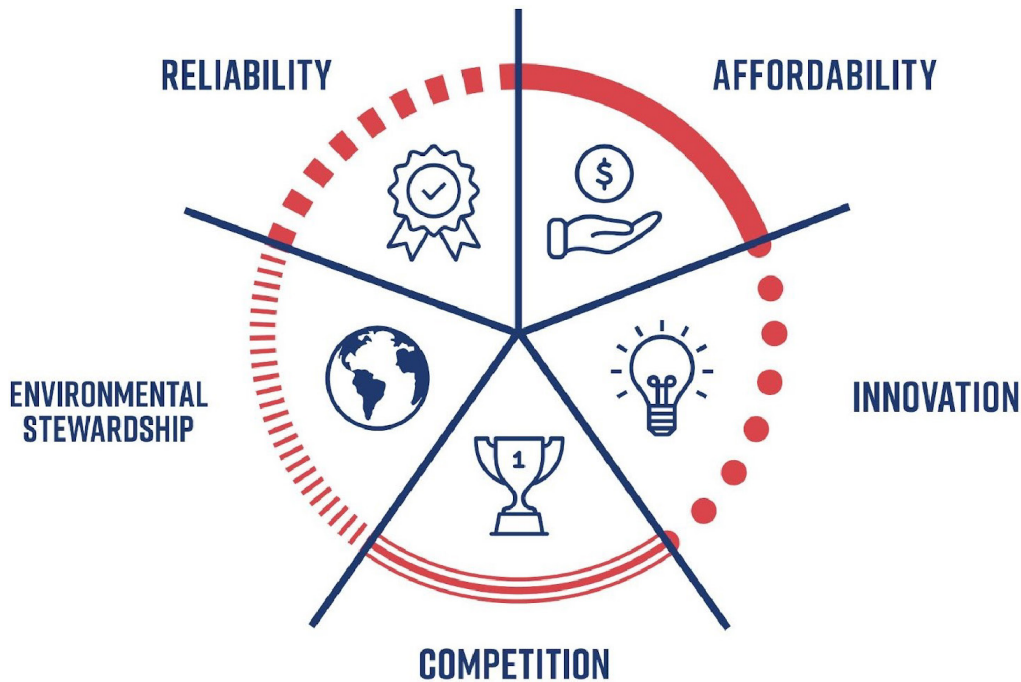 RELIABILITY
AFFORDABILITY
$
ENVIRONMENTAL
STEWARDSHIP
INNOVATION
1
COMPETITION